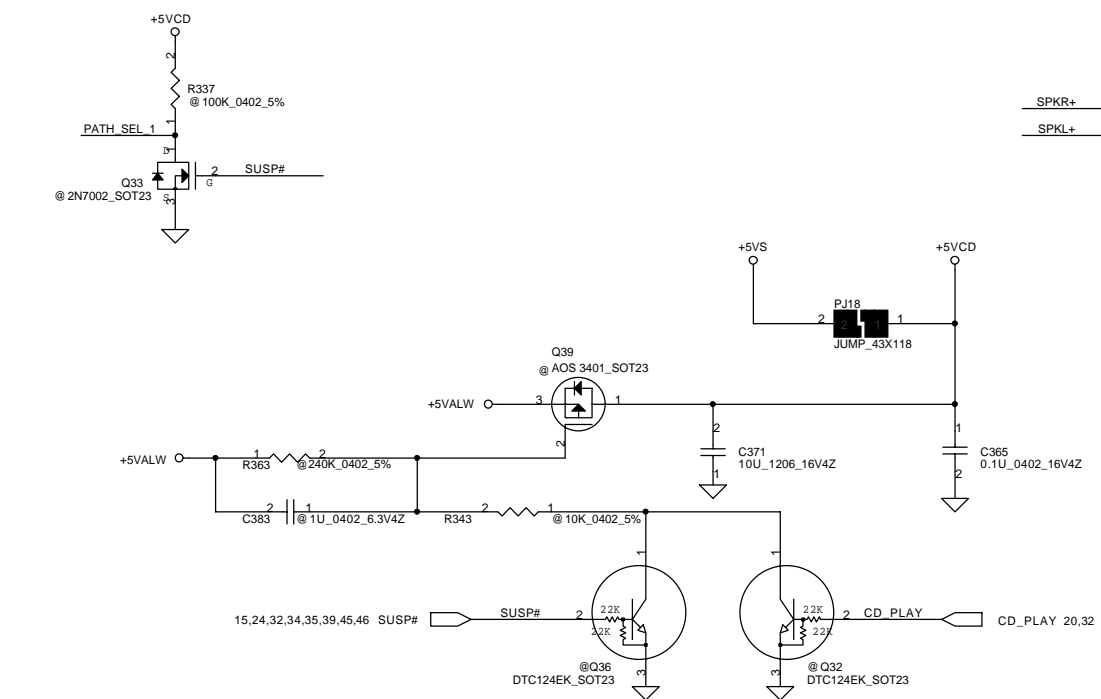 +5VCD
2
R337
@ 100K_0402_5%
1
PATH_SEL_1
SPKR+
SPKL+
D
1
2
SUSP#
G
Q33
@ 2N7002_SOT23
S
3
+5VS
+5VCD
PJ18
2
2
1
1
JUMP_43X118
Q39
@ AOS 3401_SOT23
+5VALW
3
1
2
2
C371
10U_1206_16V4Z
1
1
C365
0.1U_0402_16V4Z
2
+5VALW
1
2
R363
@240K_0402_5%
2
1
C383
@ 1U_0402_6.3V4Z
2
1
R343
@ 10K_0402_5%
1
1
15,24,32,34,35,39,45,46 SUSP#
SUSP#
2
22K
22K
22K
22K
2
CD_PLAY
CD_PLAY 20,32
@Q36
DTC124EK_SOT23
3
3
@ Q32
DTC124EK_SOT23